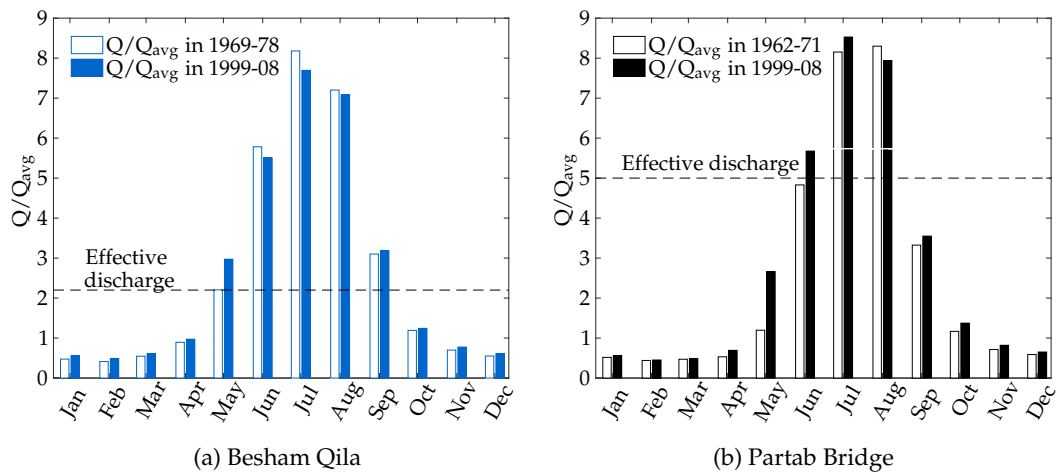 9
8
7
6
5
4
3
2
1
0
Q/Qavg
Q/Qavg in 1969-78
Q/Qavg in 1999-08
Effective
discharge
Jan Feb Mar Apr May Jun Jul Aug Sep Oct Nov Dec
(a) Besham Qila
9
8
7
6
5
4
3
2
1
0
Q/Qavg
Q/Qavg in 1962-71
Q/Qavg in 1999-08
Effective discharge
Jan Feb Mar Apr May Jun Jul Aug Sep Oct Nov Dec
(b) Partab Bridge